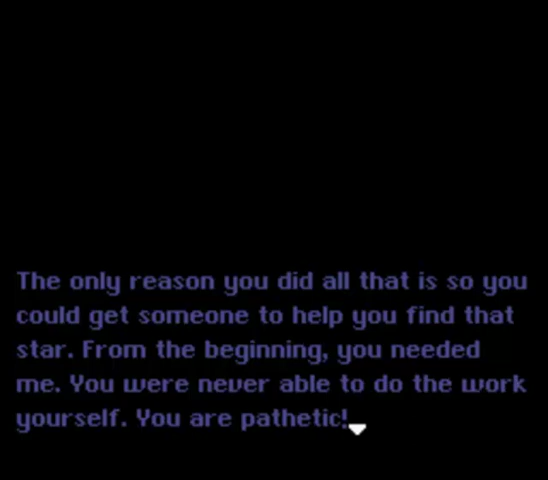 The only reason you did all that is so you
could get someone to help you find that
star. From the beginning, you needed
me. You were never able to do the work
yourself. You are pathetic!